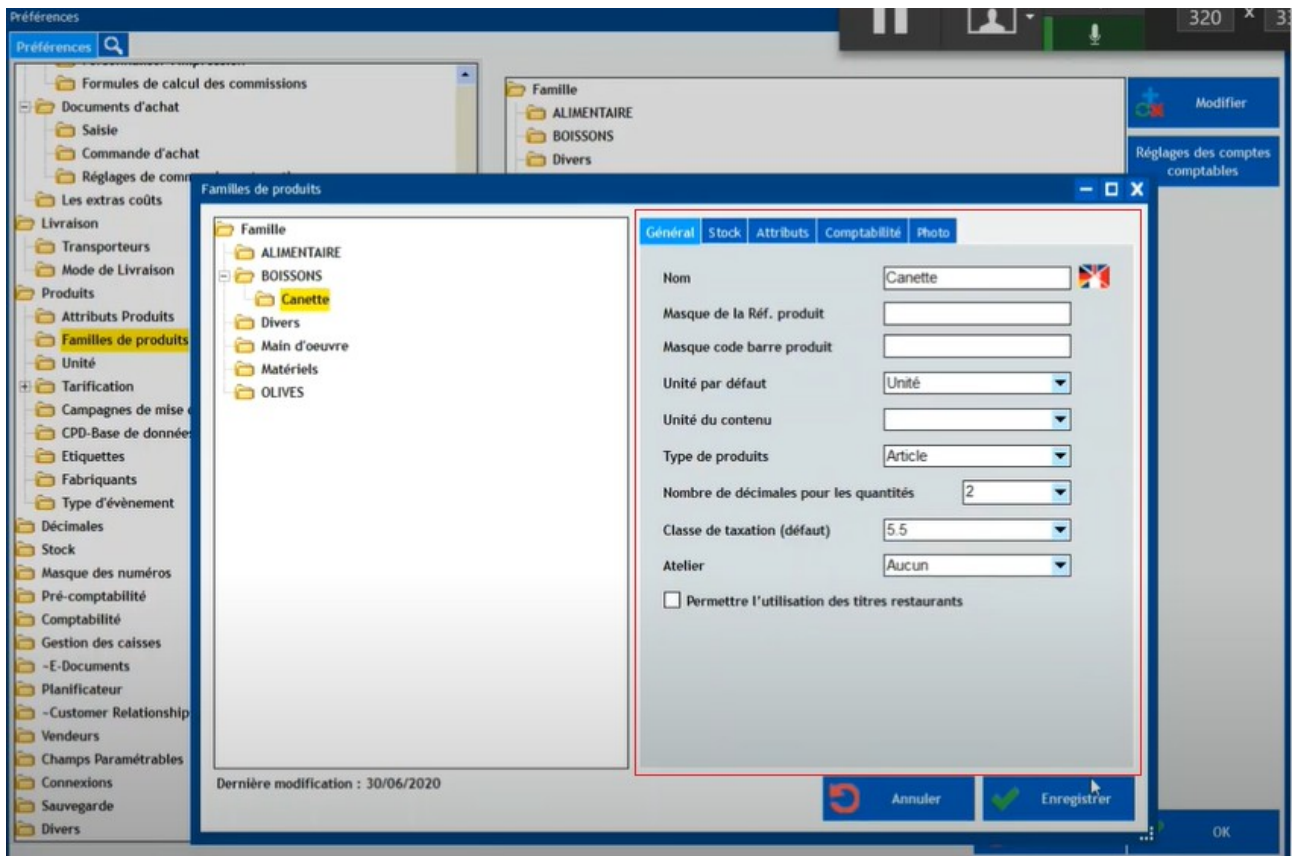 Préférences
320 x 33
Préférences
Formules de calcul des commissions
Documents d'achat
Saisie
Commande d'achat
Réglages de
Les extras coûts
Livraison
Transporteurs
Mode de Livraison
Produits
Attributs Produits
Familles de produits
Unité
Tarification
Campagnes de mise
CPD-Base de données
Etiquettes
Fabriquants
Type d'évènement
Décimales
Stock
Masque des numéros
Pré-comptabilité
Comptabilité
Gestion des caisses
~E-Documents
Planificateur
~Customer Relationship
Vendeurs
Champs Paramétrables
Connexions
Sauvegarde
Divers
Famille
ALIMENTAIRE
BOISSONS
Divers
Modifier
Réglages des comptes
comptables
Familles de produits
Famille
ALIMENTAIRE
BOISSONS
Canette
Divers
Main d'oeuvre
Matériels
OLIVES
Général Stock Attributs Comptabilité Photo
Nom Canette
Masque de la Réf. produit
Masque code barre produit
Unité par défaut Unité
Unité du contenu
Type de produits Article
Nombre de décimales pour les quantités 2
Classe de taxation (défaut) 5.5
Atelier Aucun
Permettre l'utilisation des titres restaurants
Dernière modification : 30/06/2020
Annuler Enregistrer
OK